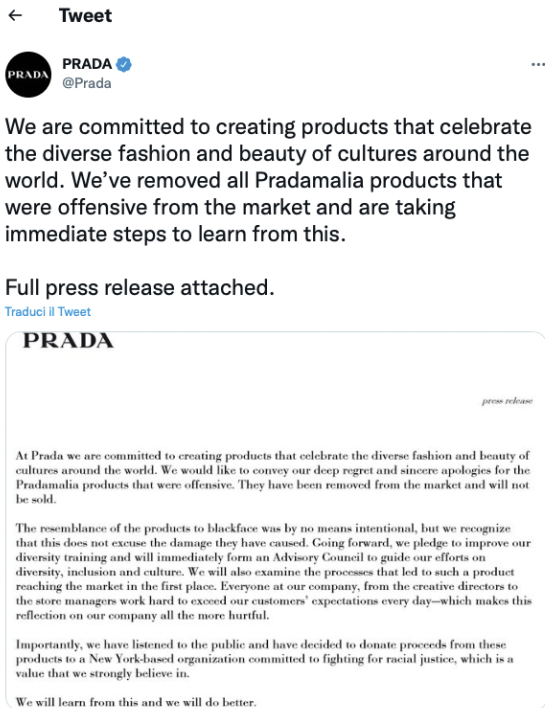 Tweet
PRADA
PRADA
@Prada
We are committed to creating products that celebrate
the diverse fashion and beauty of cultures around the
world. We’ve removed all Pradamalia products that
were offensive from the market and are taking
immediate steps to learn from this.
Full press release attached.
Traduci il Tweet
PRADA
press release
At Prada we are committed to creating products that celebrate the diverse fashion and beauty of
cultures around the world. We would like to convey our deep regret and sincere apologies for the
Pradamalia products that were offensive. They have been removed from the market and will not
be sold.
The resemblance of the products to blackface was by no means intentional, but we recognize
that this does not excuse the damage they have caused. Going forward, we pledge to improve our
diversity training and will immediately form an Advisory Council to guide our efforts on
diversity, inclusion and culture. We will also examine the processes that led to such a product
reaching the market in the first place. Everyone at our company, from the creative directors to
the store managers work hard to exceed our customers’ expectations every day—which makes this
reflection on our company all the more hurtful.
Importantly, we have listened to the public and have decided to donate proceeds from these
products to a New York-based organization committed to fighting for racial justice, which is a
value that we strongly believe in.
We will learn from this and we will do better.